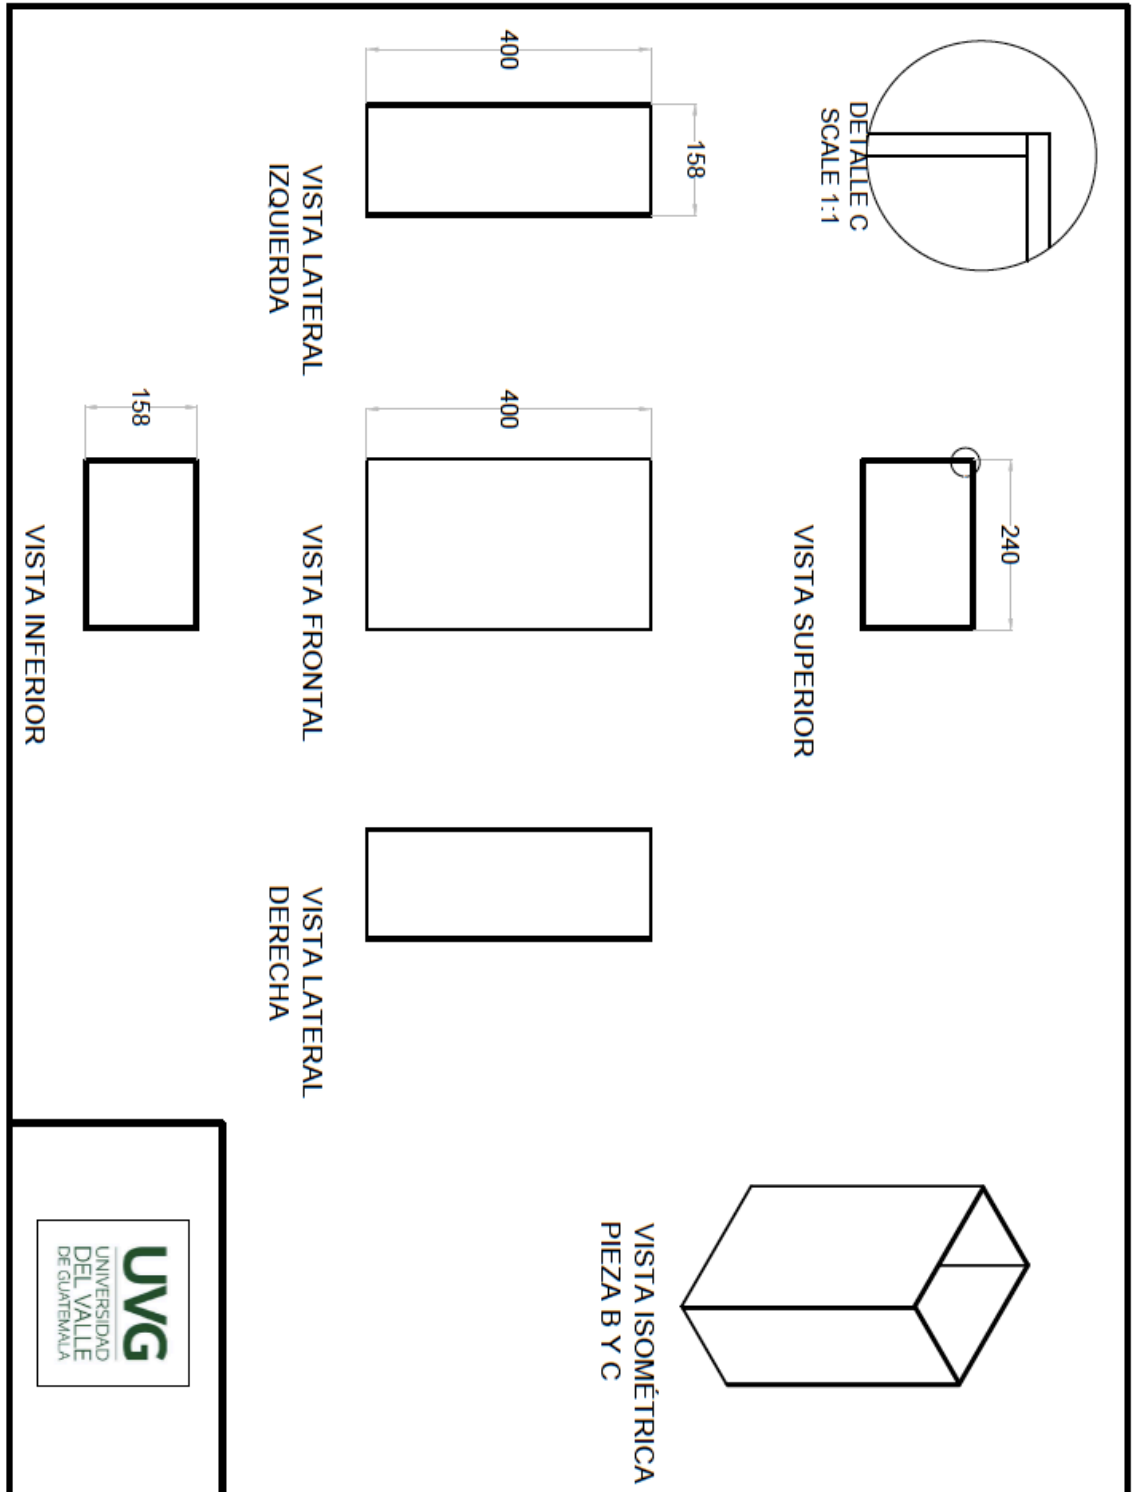 DETALLE C
SCALE 1:1
240
VISTA SUPERIOR
400
158
VISTA LATERAL
IZQUIERDA
400
VISTA FRONTAL
VISTA LATERAL
DERECHA
VISTA ISOMÉTRICA
PIEZA B Y C
158
VISTA INFERIOR
UVG
UNIVERSIDAD
DEL VALLE
DE GUATEMALA